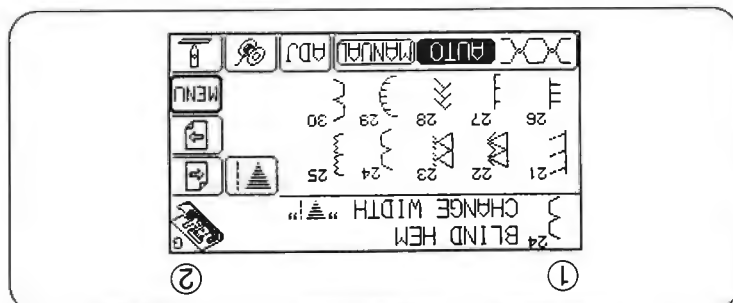 ① ②
24 BLIND HEM G
CHANGE WIDTH " "
21 22 23 24 25
26 27 28 29 30 MENU
AUTO MANUAL ADJ